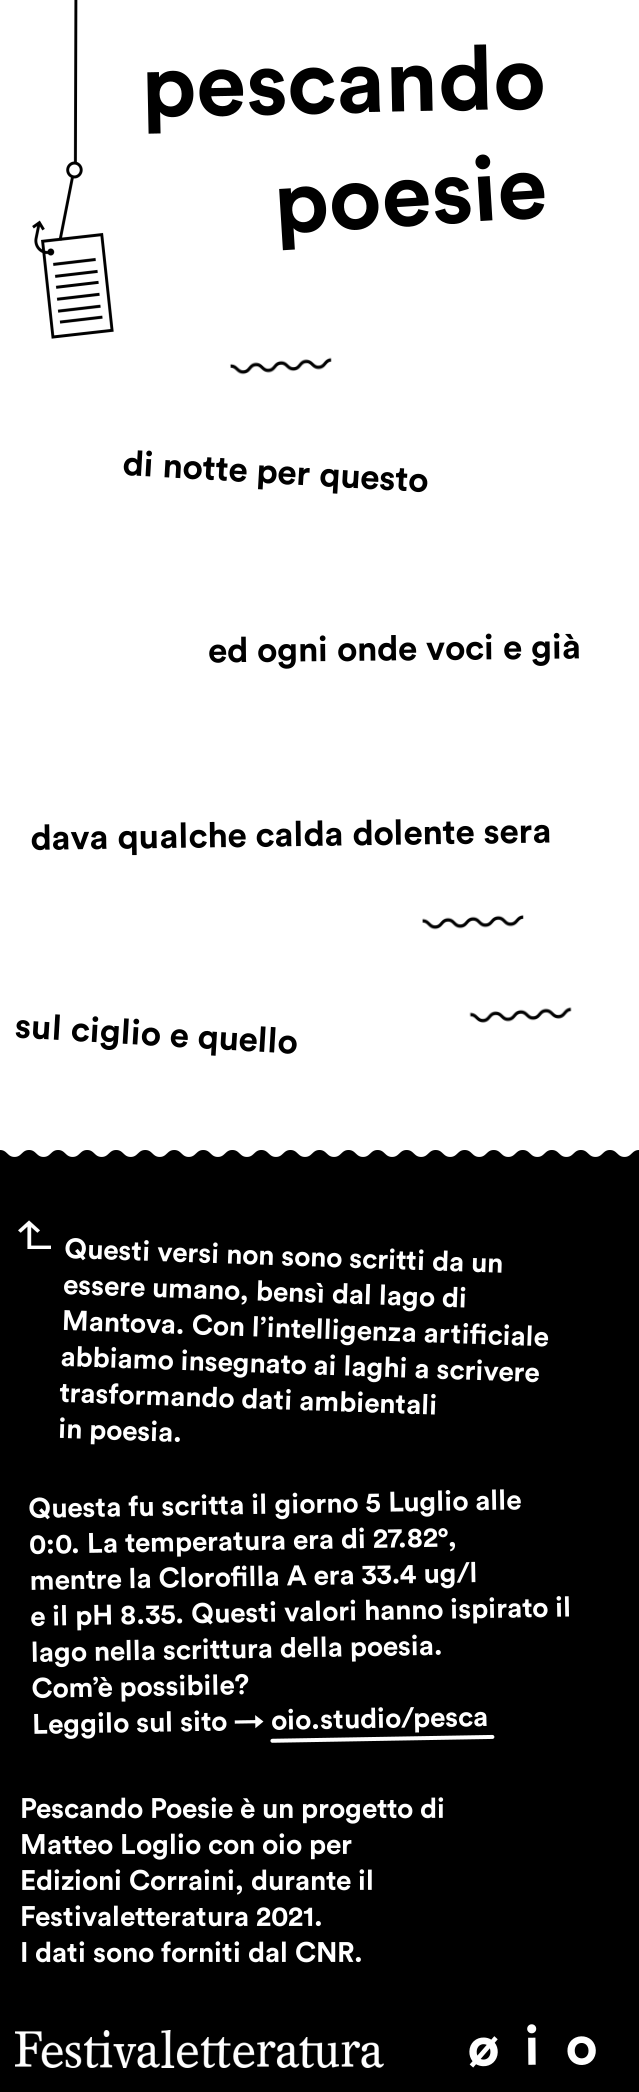 pescando
poesie
di notte per questo
ed ogni onde voci e già
dava qualche calda dolente sera
sul ciglio e quello
Questi versi non sono scritti da un
essere umano, bensì dal lago di
Mantova. Con l’intelligenza artificiale
abbiamo insegnato ai laghi a scrivere
trasformando dati ambientali
in poesia.
Questa fu scritta il giorno 5 Luglio alle
0:0. La temperatura era di 27.82°,
mentre la Clorofilla A era 33.4 ug/l
e il pH 8.35. Questi valori hanno ispirato il
lago nella scrittura della poesia.
Com’è possibile?
Leggilo sul sito → oio.studio/pesca
Pescando Poesie è un progetto di
Matteo Loglio con oio per
Edizioni Corraini, durante il
Festivaletteratura 2021.
I dati sono forniti dal CNR.
Festivaletteratura ø i o